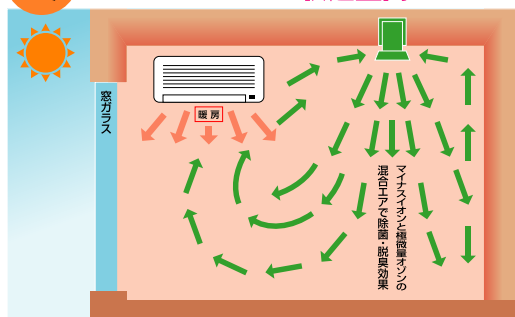 暖房
窓ガラス
マイナスイオンと極微量オゾンの
混合エアで除菌・脱臭効果